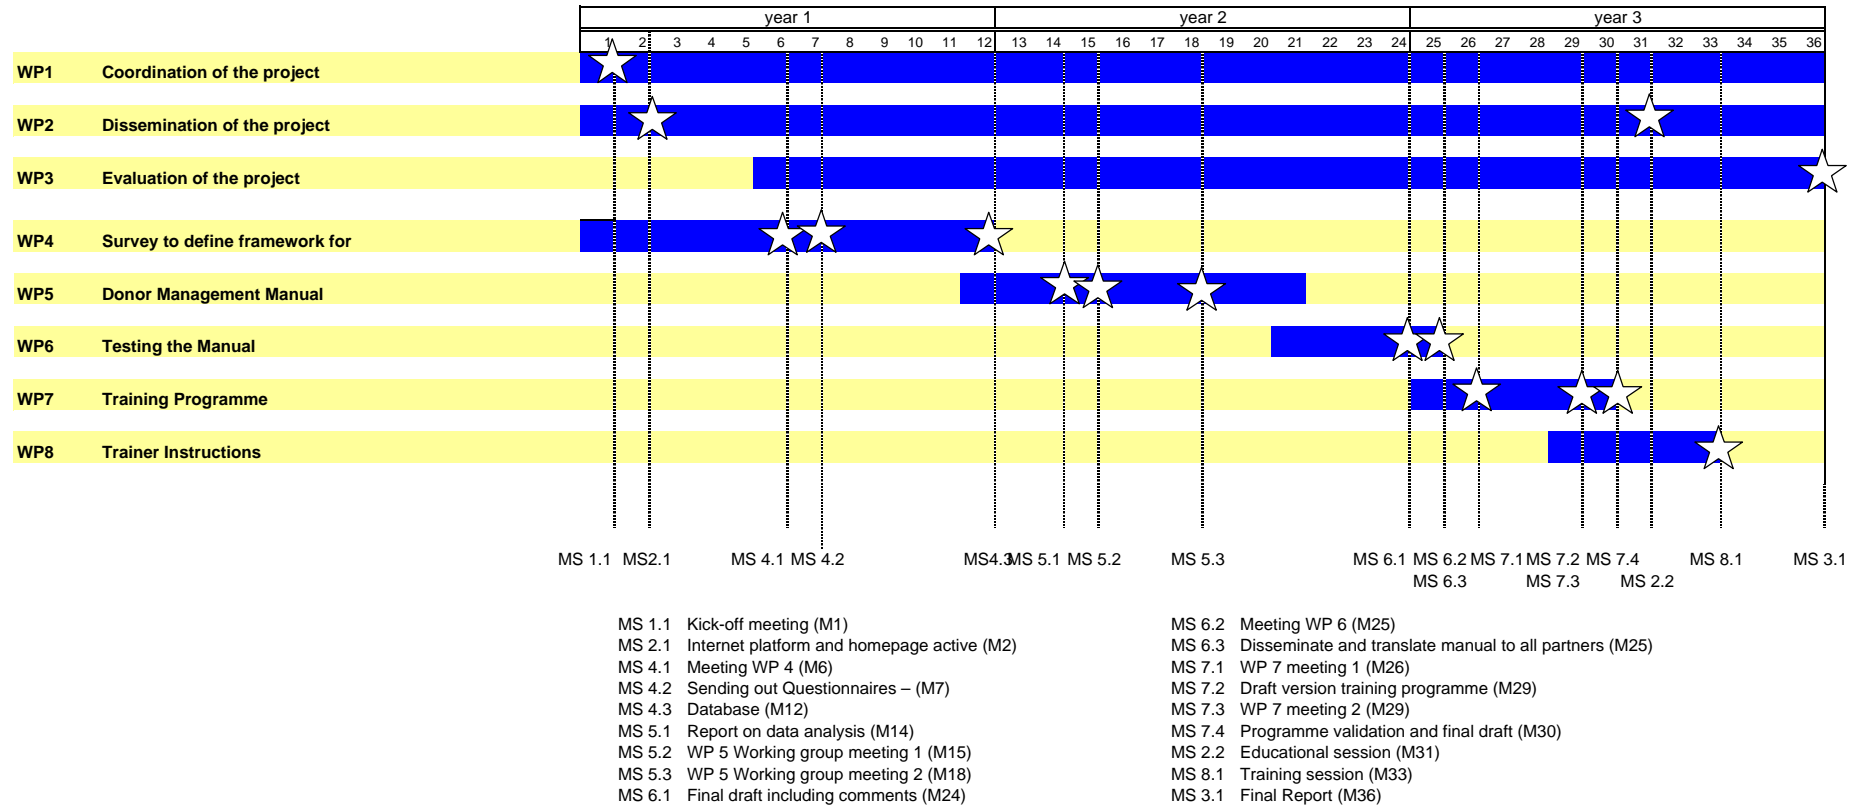 year 1 year 2 year 3
1 2 3 4 5 6 7 8 9 10 11 12 13 14 15 16 17 18 19 20 21 22 23 24 25 26 27 28 29 30 31 32 33 34 35 36
WP1 Coordination of the project
WP2 Dissemination of the project
WP3 Evaluation of the project
WP4 Survey to define framework for
WP5 Donor Management Manual
WP6 Testing the Manual
WP7 Training Programme
WP8 Trainer Instructions
MS 1.1 MS2.1 MS 4.1 MS 4.2 MS4.3 MS 5.1 MS 5.2 MS 5.3 MS 6.1 MS 6.2 MS 7.1 MS 7.2 MS 7.4 MS 8.1 MS 3.1
MS 6.3 MS 7.3 MS 2.2
MS 1.1 Kick-off meeting (M1)
MS 2.1 Internet platform and homepage active (M2)
MS 4.1 Meeting WP 4 (M6)
MS 4.2 Sending out Questionnaires – (M7)
MS 4.3 Database (M12)
MS 5.1 Report on data analysis (M14)
MS 5.2 WP 5 Working group meeting 1 (M15)
MS 5.3 WP 5 Working group meeting 2 (M18)
MS 6.1 Final draft including comments (M24)
MS 6.2 Meeting WP 6 (M25)
MS 6.3 Disseminate and translate manual to all partners (M25)
MS 7.1 WP 7 meeting 1 (M26)
MS 7.2 Draft version training programme (M29)
MS 7.3 WP 7 meeting 2 (M29)
MS 7.4 Programme validation and final draft (M30)
MS 2.2 Educational session (M31)
MS 8.1 Training session (M33)
MS 3.1 Final Report (M36)